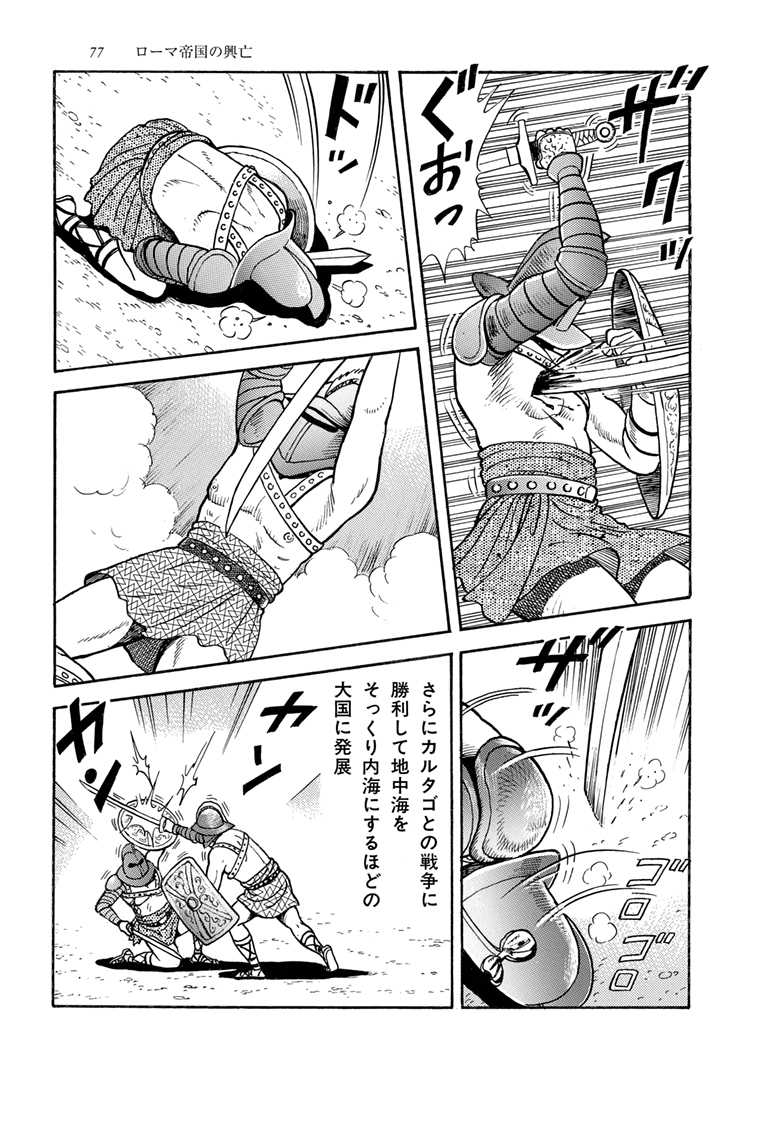 77 ローマ帝国の興亡
ザクッ
ぐおっ
ドッ
ザッ
ゴロゴロ
さらにカルタゴとの戦争に
勝利して地中海を
そっくり内海にするほどの
大国に発展
カン
カン